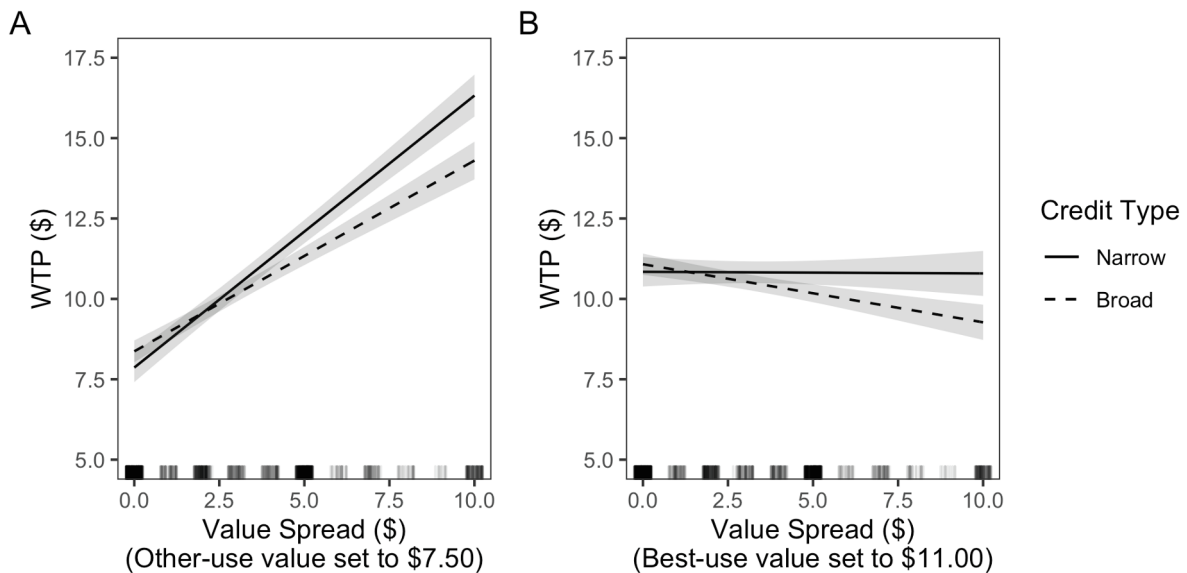 A
B
17.5
15.0
12.5
10.0
7.5
5.0
WTP ($)
0.0 2.5 5.0 7.5 10.0
Value Spread ($)
(Other-use value set to $7.50)
17.5
15.0
12.5
10.0
7.5
5.0
WTP ($)
0.0 2.5 5.0 7.5 10.0
Value Spread ($)
(Best-use value set to $11.00)
Credit Type
Narrow
Broad